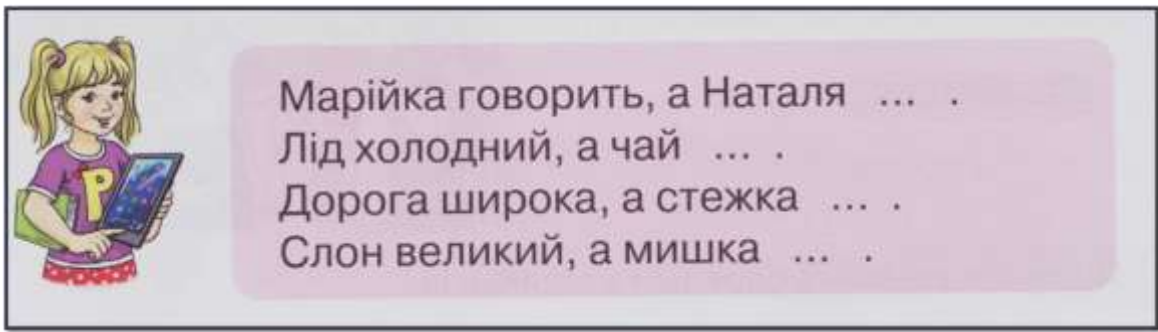 Марійка говорить, а Наталя ... .
Лід холодний, а чай ... .
Дорога широка, а стежка ... .
Слон великий, а мишка ... .
Р